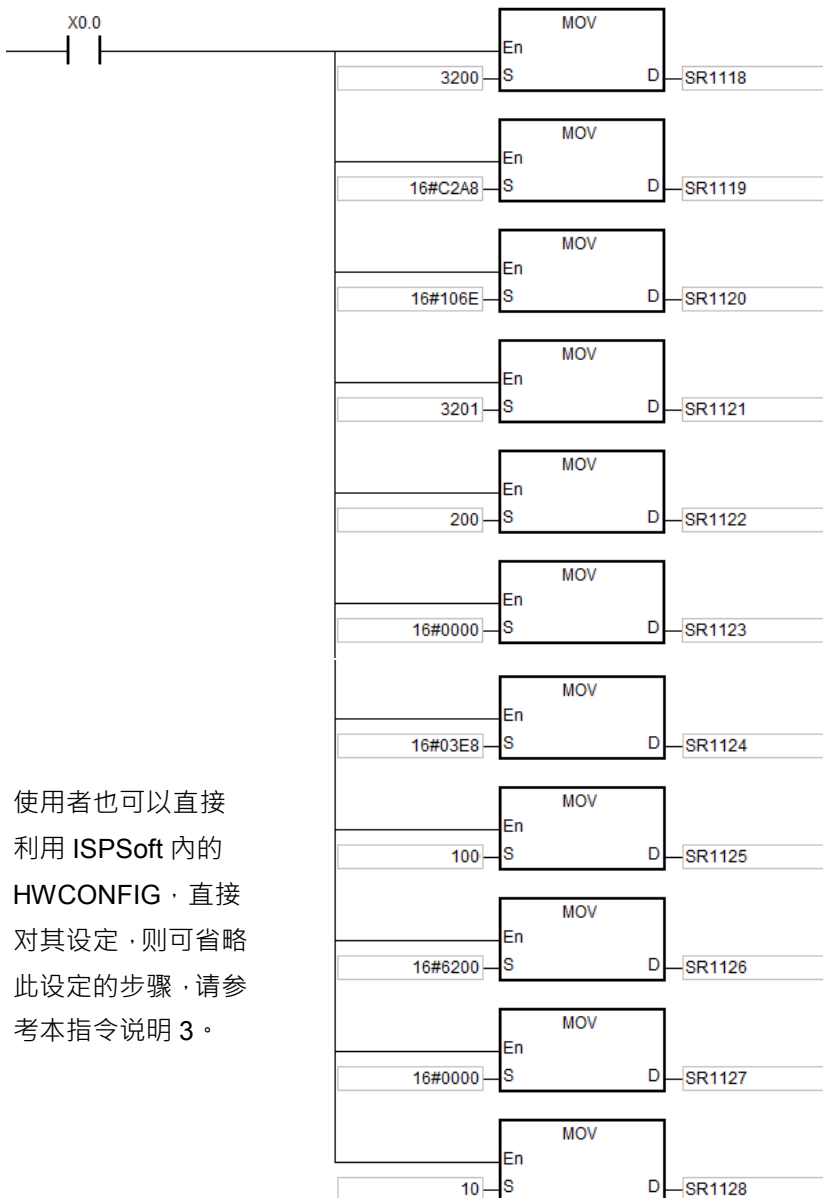 X0.0
MOV
En
3200 S D SR1118
MOV
En
16#C2A8 S D SR1119
MOV
En
16#106E S D SR1120
MOV
En
3201 S D SR1121
MOV
En
200 S D SR1122
MOV
En
16#0000 S D SR1123
MOV
En
16#03E8 S D SR1124
MOV
En
100 S D SR1125
MOV
En
16#6200 S D SR1126
MOV
En
16#0000 S D SR1127
MOV
En
10 S D SR1128
使用者也可以直接
利用 ISPSoft 內的
HWCONFIG，直接
对其设定，则可省略
此设定的步骤，请参
考本指令说明 3。